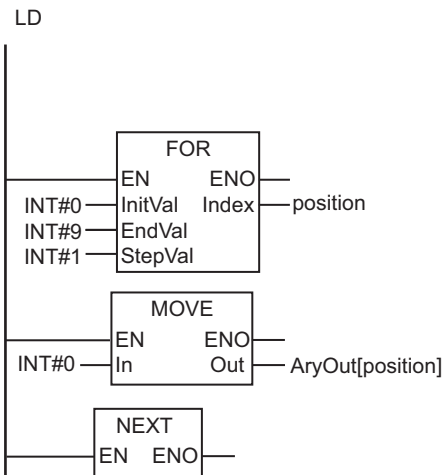 LD
FOR
EN ENO
INT#0 InitVal Index position
INT#9 EndVal
INT#1 StepVal
MOVE
EN ENO
INT#0 In Out AryOut[position]
NEXT
EN ENO